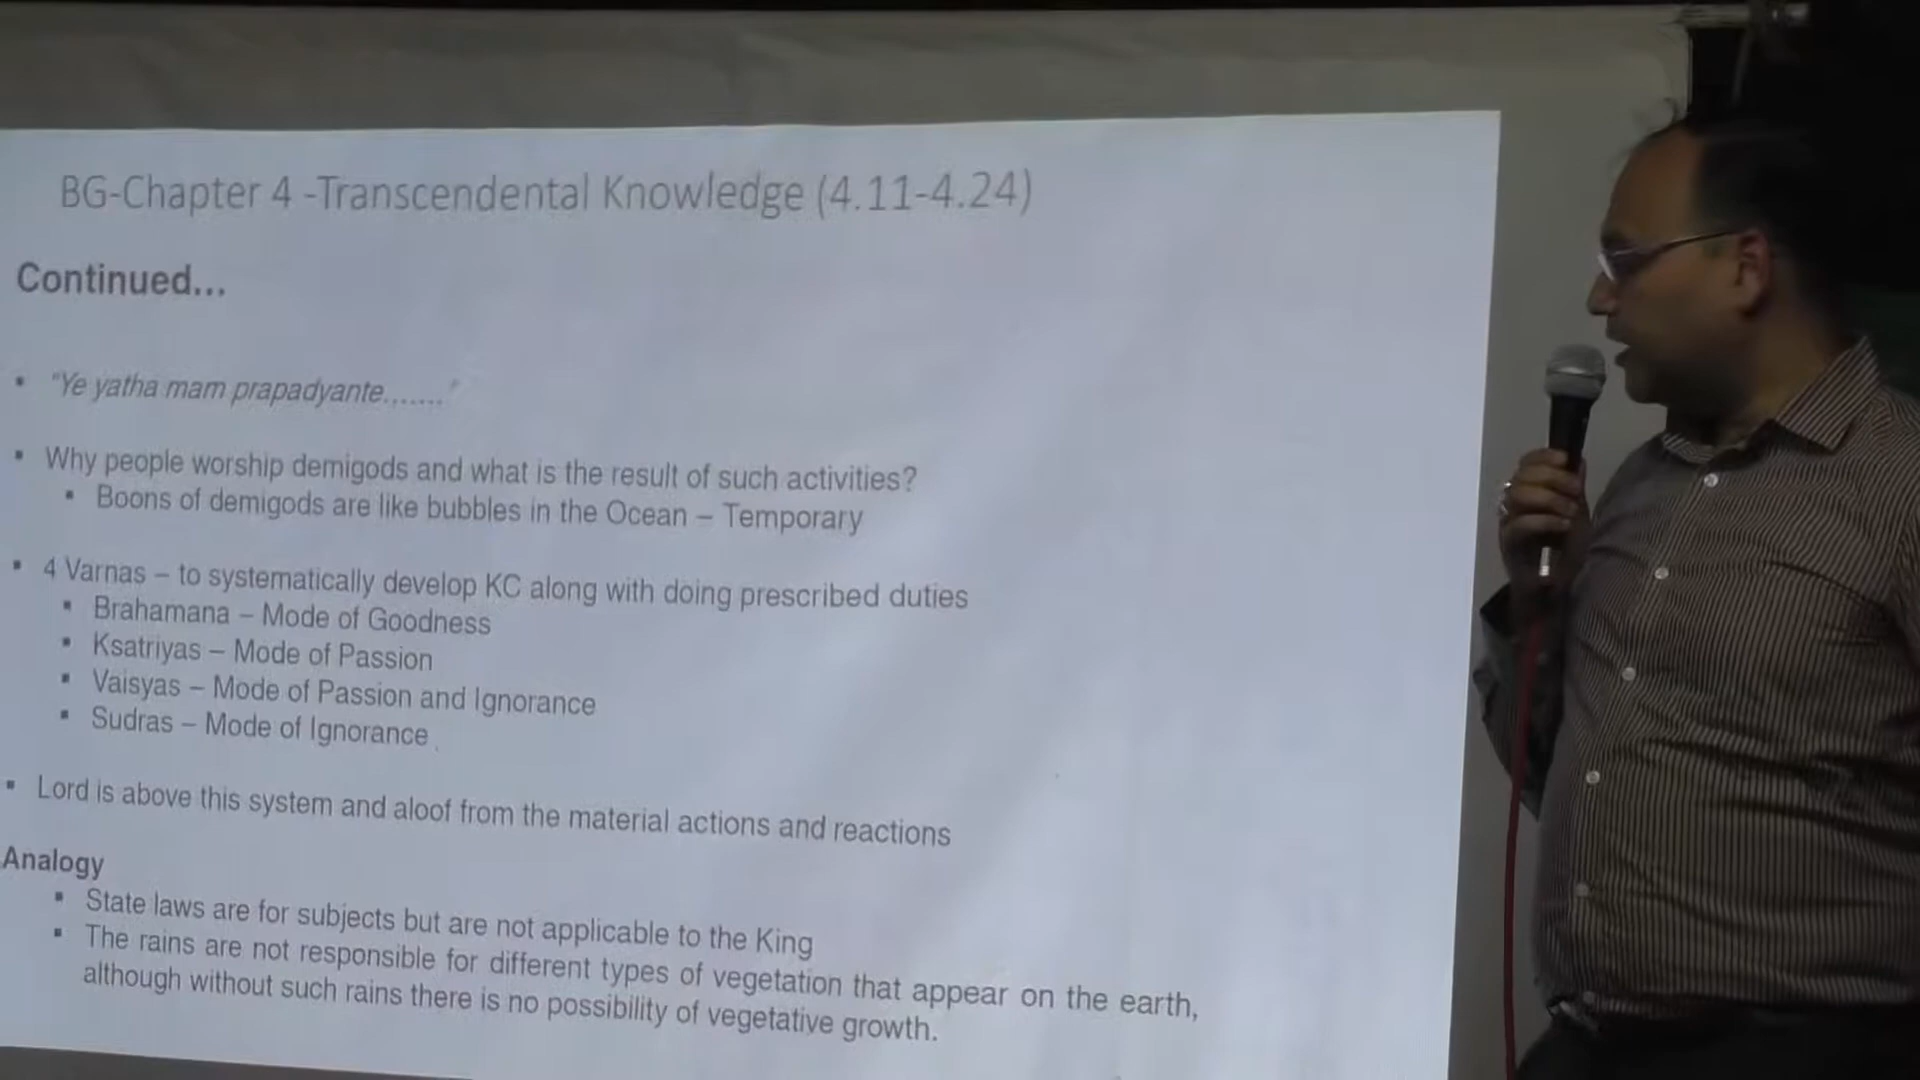 BG-Chapter 4 -Transcendental Knowledge (4.11-4.24)
Continued...
▪ "Ye yatha mam prapadyante.......'
▪ Why people worship demigods and what is the result of such activities?
▪ Boons of demigods are like bubbles in the Ocean – Temporary
▪ 4 Varnas – to systematically develop KC along with doing prescribed duties
▪ Brahamana – Mode of Goodness
▪ Ksatriyas – Mode of Passion
▪ Vaisyas – Mode of Passion and Ignorance
▪ Sudras – Mode of Ignorance
▪ Lord is above this system and aloof from the material actions and reactions
Analogy
▪ State laws are for subjects but are not applicable to the King
▪ The rains are not responsible for different types of vegetation that appear on the earth,
although without such rains there is no possibility of vegetative growth.